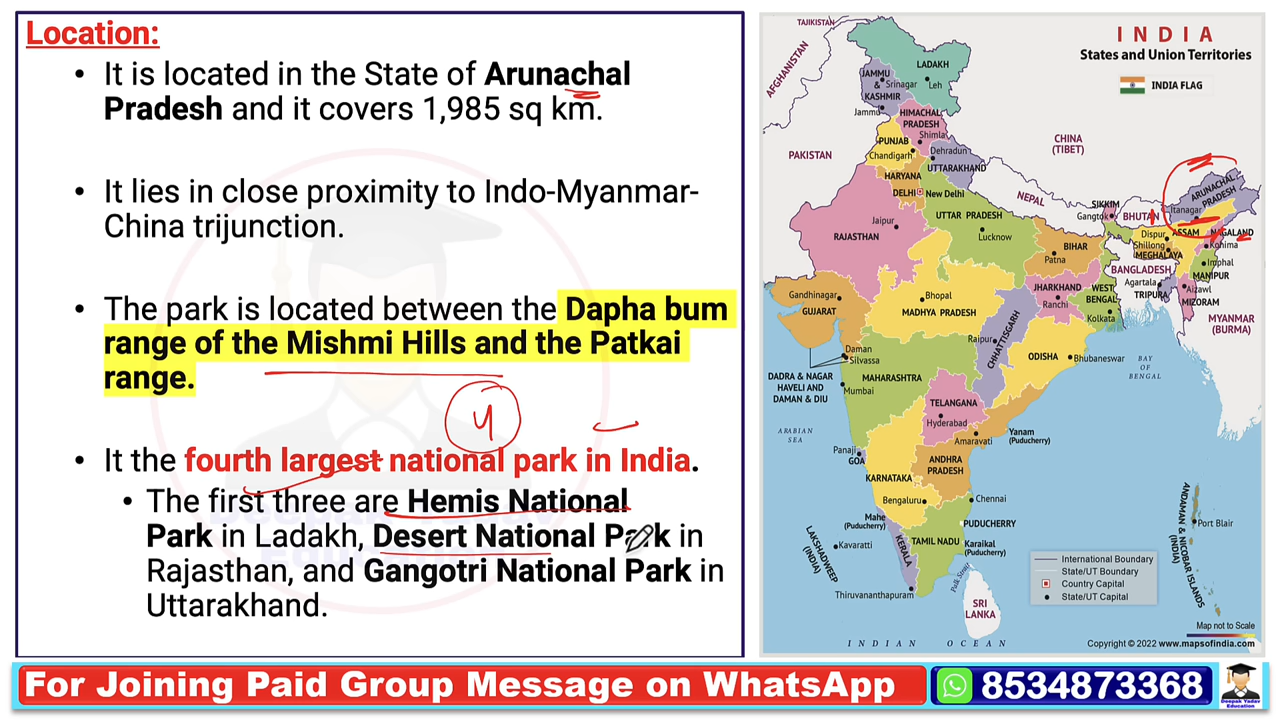 Location:
• It is located in the State of Arunachal
Pradesh and it covers 1,985 sq km.
• It lies in close proximity to Indo-Myanmar-
China trijunction.
• The park is located between the Dapha bum
range of the Mishmi Hills and the Patkai
range.
4
• It the fourth largest national park in India.
• The first three are Hemis National
Park in Ladakh, Desert National Park in
Rajasthan, and Gangotri National Park in
Uttarakhand.
INDIA
States and Union Territories
INDIA FLAG
TAJIKISTAN
AFGHANISTAN
LADAKH
JAMMU
&
KASHMIR
Srinagar
Leh
Jammu
HIMACHAL
PRADESH
Shimla
PUNJAB
Chandigarh
Dehradun
UTTARAKHAND
CHINA
(TIBET)
PAKISTAN
HARYANA
DELHI
New Delhi
NEPAL
ARUNACHAL
PRADESH
Itanagar
SIKKIM
Gangtok
BHUTAN
UTTAR PRADESH
Lucknow
Jaipur
RAJASTHAN
BIHAR
Patna
Dispur
ASSAM
NAGALAND
Kohima
Shillong
MEGHALAYA
Imphal
MANIPUR
BANGLADESH
Agartala
TRIPURA
Aizawl
MIZORAM
MYANMAR
(BURMA)
Gandhinagar
GUJARAT
Bhopal
MADHYA PRADESH
JHARKHAND
Ranchi
WEST
BENGAL
Kolkata
CHHATTISGARH
Raipur
ODISHA
Bhubaneswar
BAY
OF
BENGAL
Daman
Silvassa
DADRA & NAGAR
HAVELI AND
DAMAN & DIU
MAHARASHTRA
Mumbai
TELANGANA
Hyderabad
ARABIAN
SEA
Amaravati
Yanam
(Puducherry)
Panaji
GOA
KARNATAKA
ANDHRA
PRADESH
Bengaluru
Chennai
Mahe
(Puducherry)
PUDUCHERRY
TAMIL NADU
Karaikal
(Puducherry)
KERALA
LAKSHADWEEP
(INDIA)
Kavaratti
Thiruvananthapuram
Palk Strait
SRI
LANKA
ANDAMAN & NICOBAR ISLANDS
(INDIA)
Port Blair
International Boundary
State/UT Boundary
Country Capital
State/UT Capital
Map not to Scale
INDIAN OCEAN
Copyright © 2022 www.mapsofindia.com
For Joining Paid Group Message on WhatsApp
8534873368
Deepak Yadav
Education